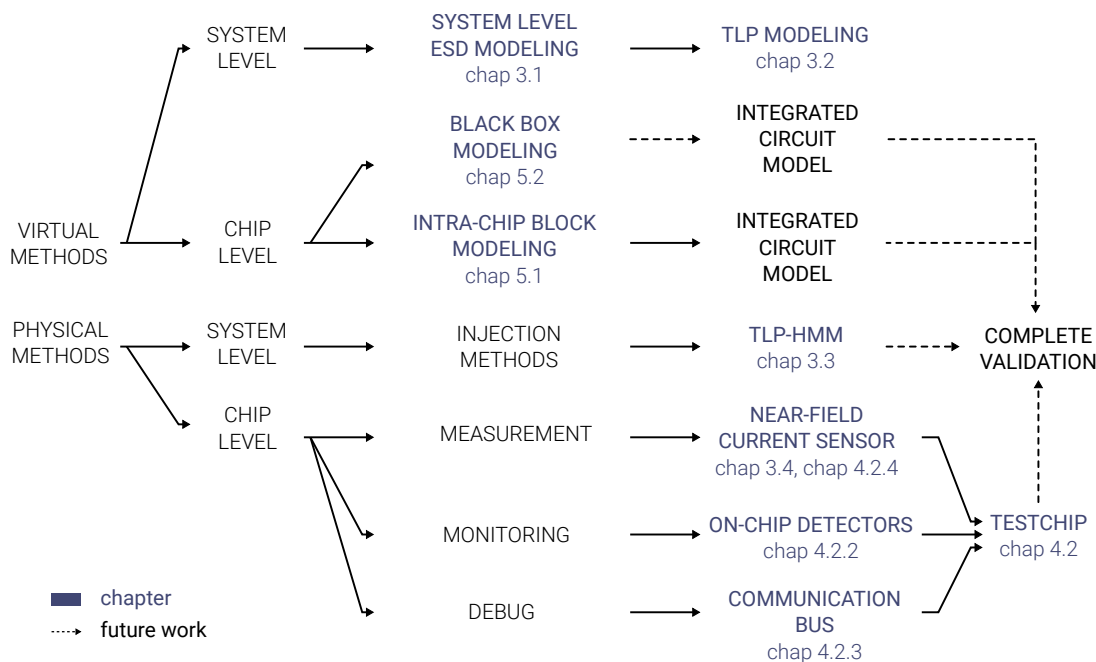 SYSTEM
LEVEL
SYSTEM LEVEL
ESD MODELING
chap 3.1
TLP MODELING
chap 3.2
BLACK BOX
MODELING
chap 5.2
INTEGRATED
CIRCUIT
MODEL
VIRTUAL
METHODS
CHIP
LEVEL
INTRA-CHIP BLOCK
MODELING
chap 5.1
INTEGRATED
CIRCUIT
MODEL
PHYSICAL
METHODS
SYSTEM
LEVEL
INJECTION
METHODS
TLP-HMM
chap 3.3
COMPLETE
VALIDATION
CHIP
LEVEL
MEASUREMENT
NEAR-FIELD
CURRENT SENSOR
chap 3.4, chap 4.2.4
MONITORING
ON-CHIP DETECTORS
chap 4.2.2
TESTCHIP
chap 4.2
DEBUG
COMMUNICATION
BUS
chap 4.2.3
chapter
future work